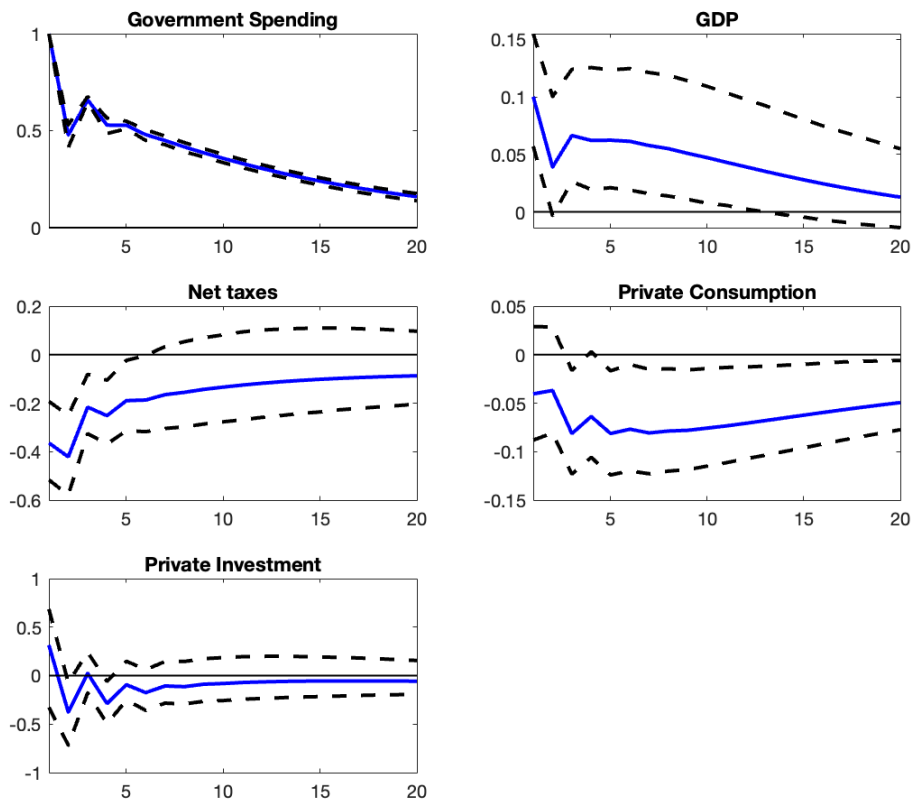 Government Spending
1
0.5
0
5 10 15 20
GDP
0.15
0.1
0.05
0
5 10 15 20
Net taxes
0.2
0
-0.2
-0.4
-0.6
5 10 15 20
Private Consumption
0.05
0
-0.05
-0.1
-0.15
5 10 15 20
Private Investment
1
0.5
0
-0.5
-1
5 10 15 20